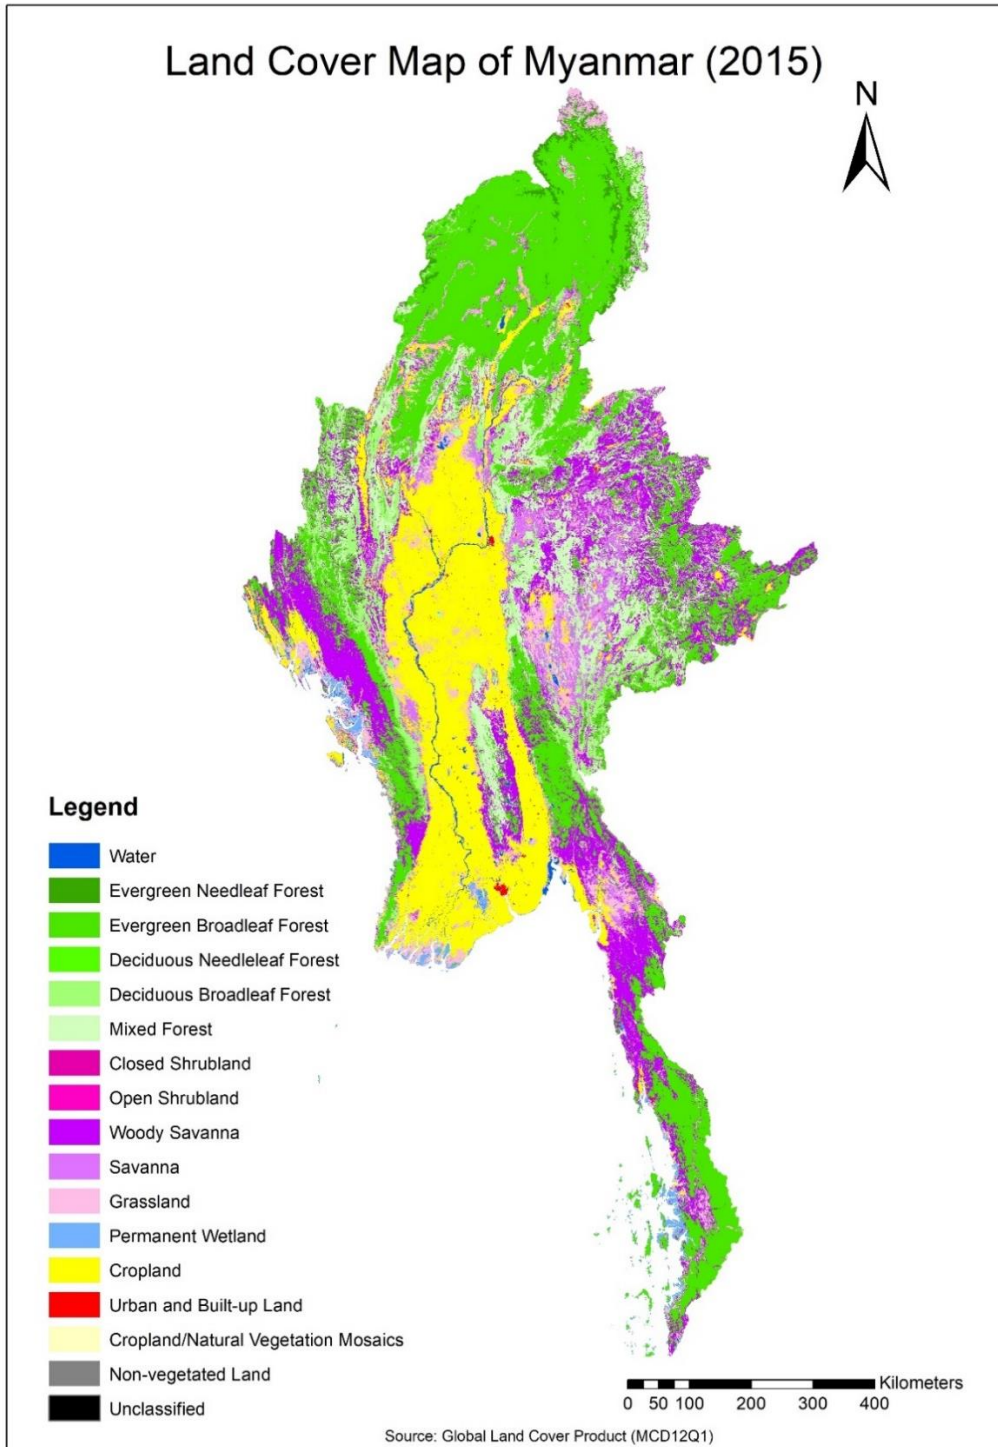 Land Cover Map of Myanmar (2015)
N
Legend
Water
Evergreen Needleaf Forest
Evergreen Broadleaf Forest
Deciduous Needleleaf Forest
Deciduous Broadleaf Forest
Mixed Forest
Closed Shrubland
Open Shrubland
Woody Savanna
Savanna
Grassland
Permanent Wetland
Cropland
Urban and Built-up Land
Cropland/Natural Vegetation Mosaics
Non-vegetated Land
Unclassified
Kilometers
0 50 100 200 300 400
Source: Global Land Cover Product (MCD12Q1)